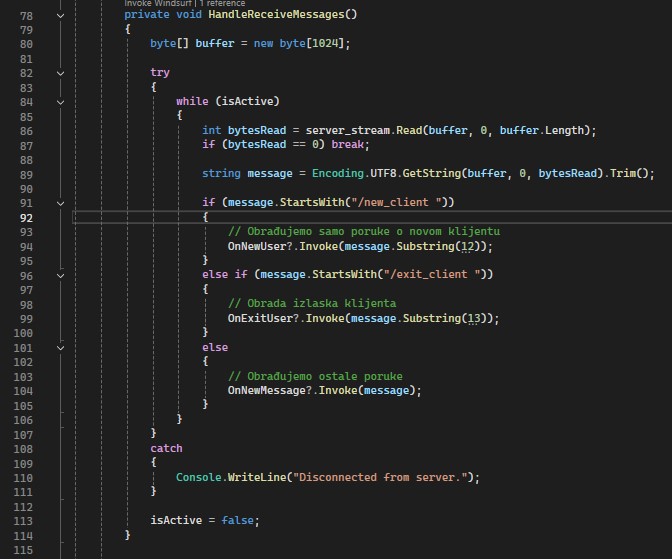 Invoke Windsurf | 1 reference
78 private void HandleReceiveMessages()
79 {
80 byte[] buffer = new byte[1024];
81
82 try
83 {
84 while (isActive)
85 {
86 int bytesRead = server_stream.Read(buffer, 0, buffer.Length);
87 if (bytesRead == 0) break;
88
89 string message = Encoding.UTF8.GetString(buffer, 0, bytesRead).Trim();
90
91 if (message.StartsWith("/new_client "))
92 {
93 // Obrađujemo samo poruke o novom klijentu
94 OnNewUser?.Invoke(message.Substring(12));
95 }
96 else if (message.StartsWith("/exit_client "))
97 {
98 // Obrada izlaska klijenta
99 OnExitUser?.Invoke(message.Substring(13));
100 }
101 else
102 {
103 // Obrađujemo ostale poruke
104 OnNewMessage?.Invoke(message);
105 }
106 }
107 }
108 catch
109 {
110 Console.WriteLine("Disconnected from server.");
111 }
112
113 isActive = false;
114 }
115